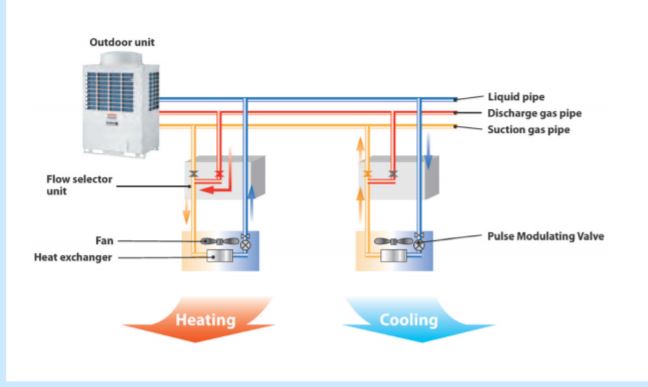 Outdoor unit
Liquid pipe
Discharge gas pipe
Suction gas pipe
Flow selector
unit
Fan
Heat exchanger
Pulse Modulating Valve
Heating
Cooling